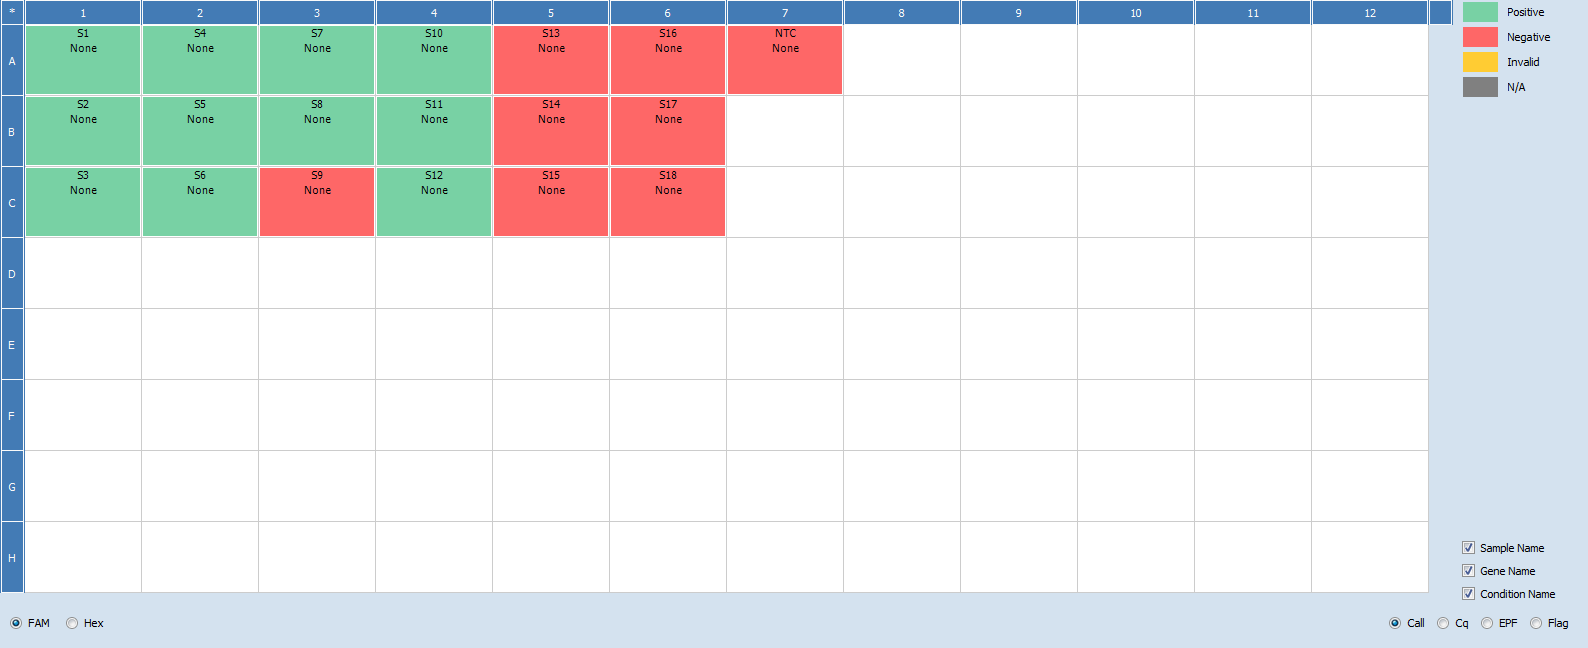 * 1 2 3 4 5 6 7 8 9 10 11 12
Positive
Negative
Invalid
N/A
A
S1 S4 S7 S10 S13 S16 NTC
None None None None None None None
B
S2 S5 S8 S11 S14 S17
None None None None None None
C
S3 S6 S9 S12 S15 S18
None None None None None None
D
E
F
G
H
Sample Name
Gene Name
Condition Name
FAM Hex
Call Cq EPF Flag